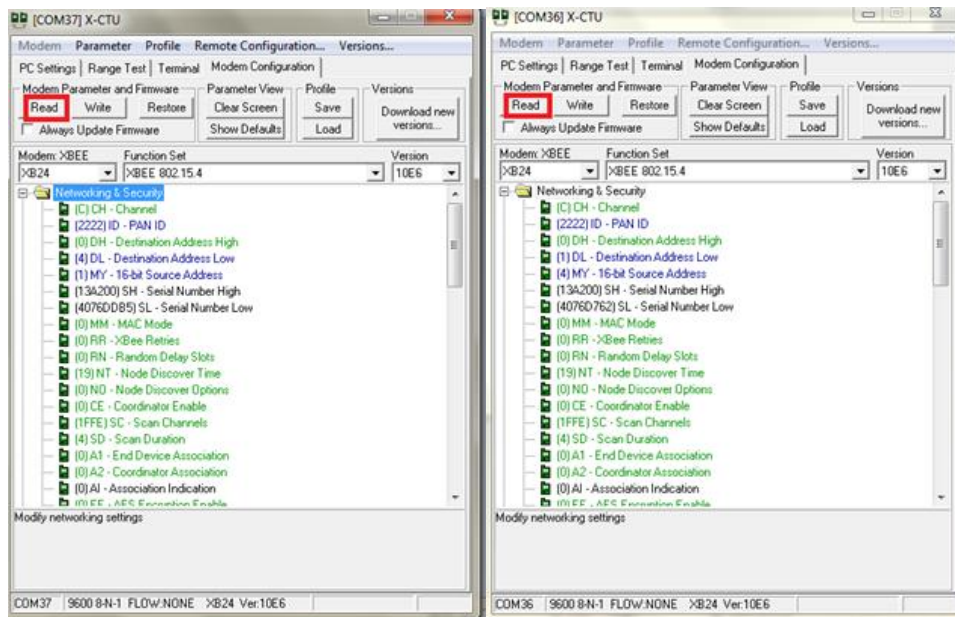 [COM37] X-CTU
Modem Parameter Profile Remote Configuration... Versions...
PC Settings Range Test Terminal Modem Configuration
Modem Parameter and Firmware Parameter View Profile Versions
Read Write Restore Clear Screen Save Download new
versions...
Always Update Firmware Show Defaults Load
Modem: XBEE Function Set Version
XB24 XBEE 802.15.4 10E6
Networking & Security
(C) CH - Channel
(2222) ID - PAN ID
(0) DH - Destination Address High
(4) DL - Destination Address Low
(1) MY - 16-bit Source Address
(13A200) SH - Serial Number High
(4076DDB5) SL - Serial Number Low
(0) MM - MAC Mode
(0) RR - XBee Retries
(0) RN - Random Delay Slots
(19) NT - Node Discover Time
(0) NO - Node Discover Options
(0) CE - Coordinator Enable
(1FFE) SC - Scan Channels
(4) SD - Scan Duration
(0) A1 - End Device Association
(0) A2 - Coordinator Association
(0) AI - Association Indication
(0) EE - AES Encryption Enable
Modify networking settings
COM37 9600 8-N-1 FLOW:NONE XB24 Ver:10E6
[COM36] X-CTU
Modem Parameter Profile Remote Configuration... Versions...
PC Settings Range Test Terminal Modem Configuration
Modem Parameter and Firmware Parameter View Profile Versions
Read Write Restore Clear Screen Save Download new
versions...
Always Update Firmware Show Defaults Load
Modem: XBEE Function Set Version
XB24 XBEE 802.15.4 10E6
Networking & Security
(C) CH - Channel
(2222) ID - PAN ID
(0) DH - Destination Address High
(1) DL - Destination Address Low
(4) MY - 16-bit Source Address
(13A200) SH - Serial Number High
(4076D762) SL - Serial Number Low
(0) MM - MAC Mode
(0) RR - XBee Retries
(0) RN - Random Delay Slots
(19) NT - Node Discover Time
(0) NO - Node Discover Options
(0) CE - Coordinator Enable
(1FFE) SC - Scan Channels
(4) SD - Scan Duration
(0) A1 - End Device Association
(0) A2 - Coordinator Association
(0) AI - Association Indication
(0) EE - AES Encryption Enable
Modify networking settings
COM36 9600 8-N-1 FLOW:NONE XB24 Ver:10E6